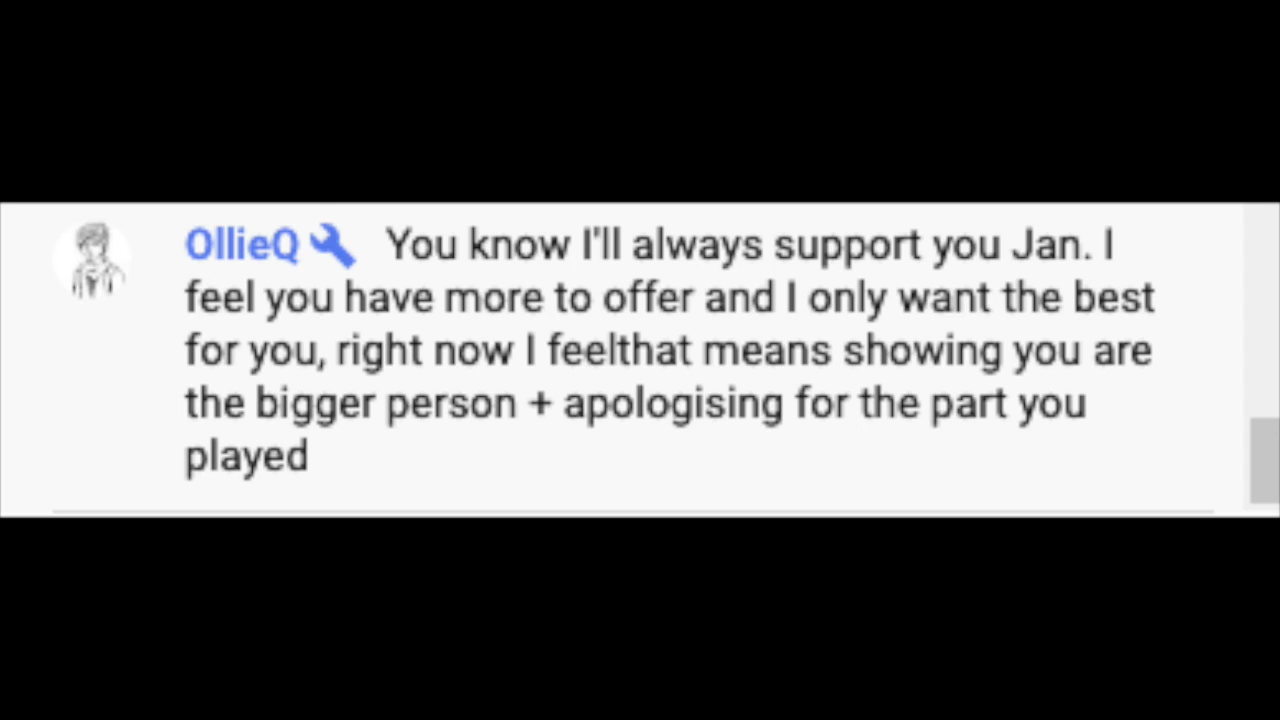 OllieQ You know I'll always support you Jan. I
feel you have more to offer and I only want the best
for you, right now I feelthat means showing you are
the bigger person + apologising for the part you
played